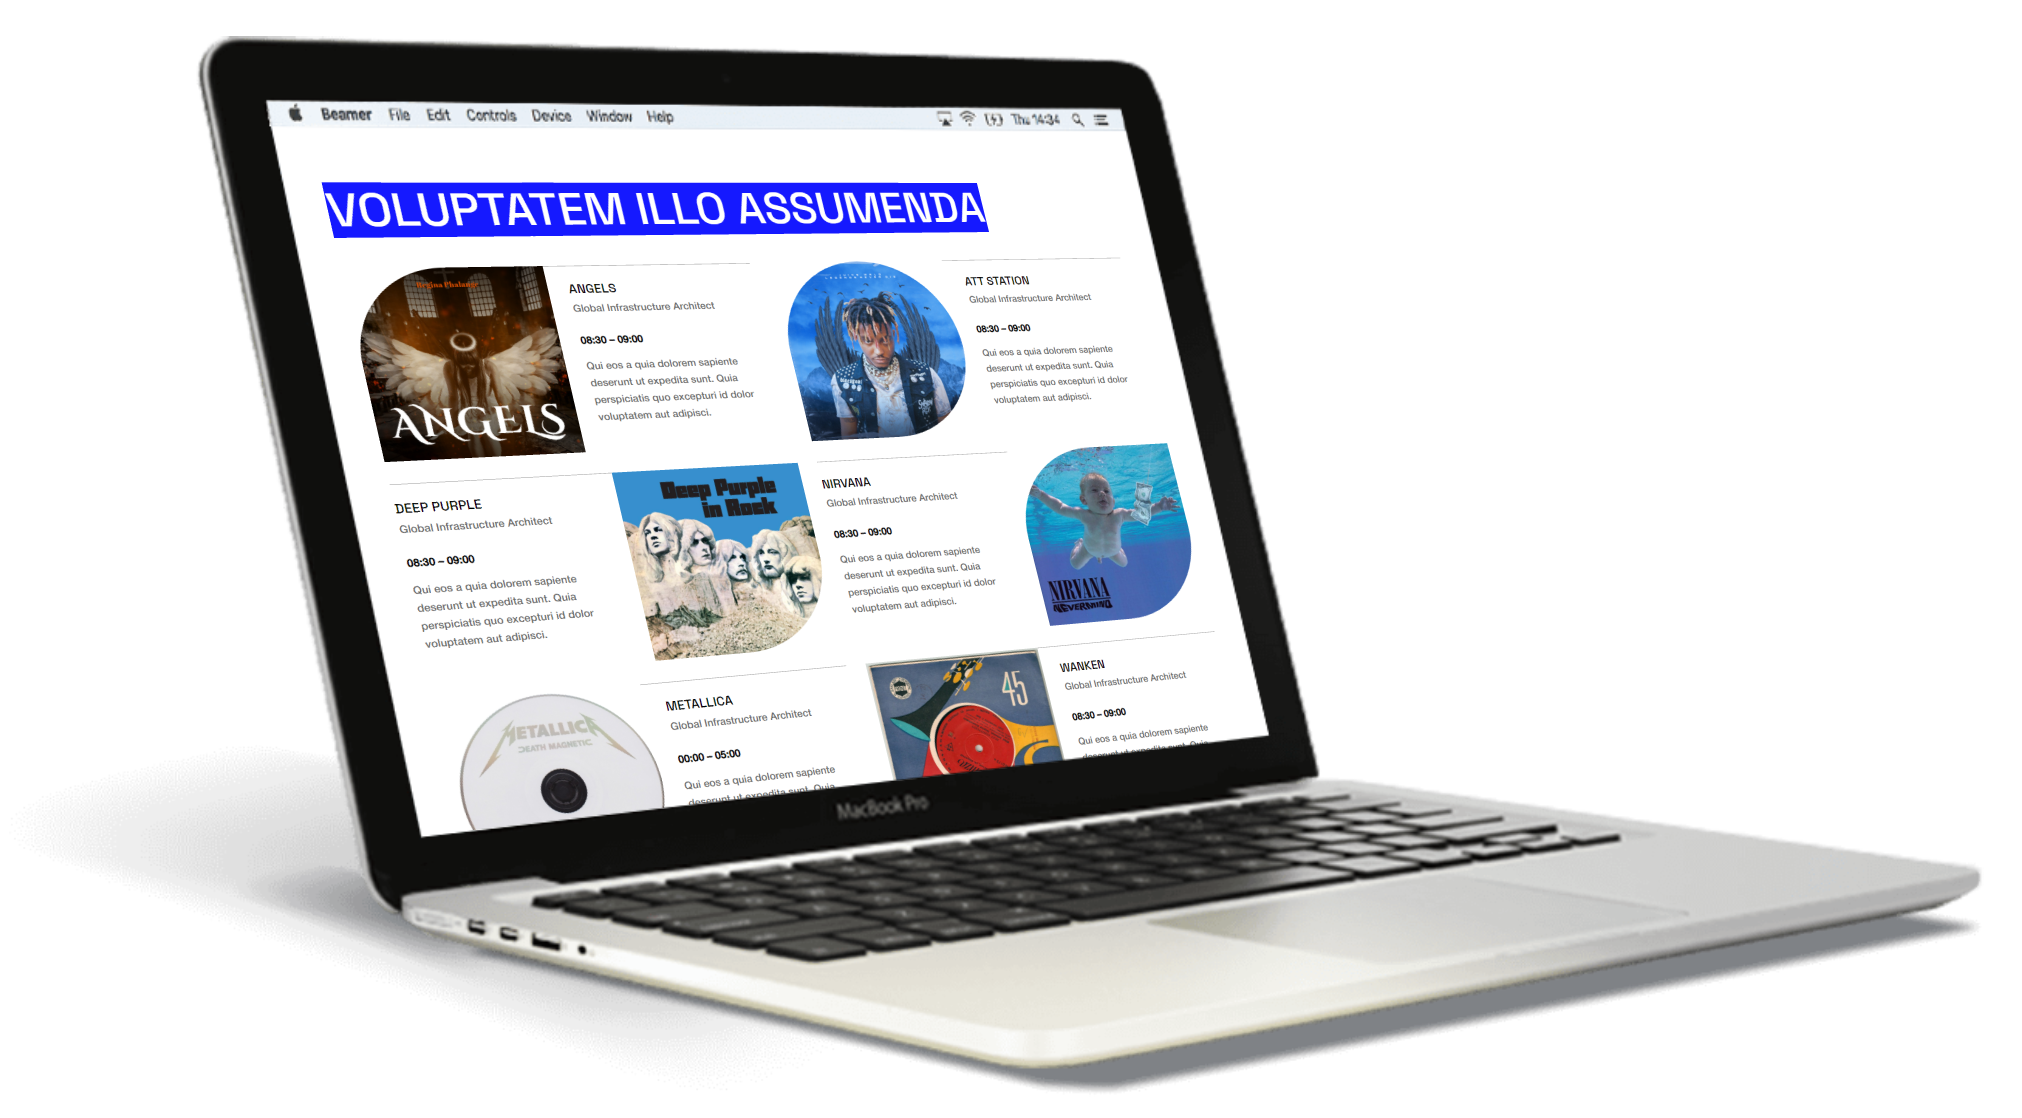 Beamer File Edit Controls Device Window Help
Thu 14:34
VOLUPTATEM ILLO ASSUMENDA
Regina Phalange
ANGELS
ANGELS
Global Infrastructure Architect
08:30 – 09:00
Qui eos a quia dolorem sapiente
deserunt ut expedita sunt. Quia
perspiciatis quo excepturi id dolor
voluptatem aut adipisci.
ATT STATION
Global Infrastructure Architect
08:30 – 09:00
Qui eos a quia dolorem sapiente
deserunt ut expedita sunt. Quia
perspiciatis quo excepturi id dolor
voluptatem aut adipisci.
DEEP PURPLE
Global Infrastructure Architect
08:30 – 09:00
Qui eos a quia dolorem sapiente
deserunt ut expedita sunt. Quia
perspiciatis quo excepturi id dolor
voluptatem aut adipisci.
Deep Purple
in Rock
NIRVANA
Global Infrastructure Architect
08:30 – 09:00
Qui eos a quia dolorem sapiente
deserunt ut expedita sunt. Quia
perspiciatis quo excepturi id dolor
voluptatem aut adipisci.
NIRVANA
NEVERMIND
METALLICA
DEATH MAGNETIC
METALLICA
Global Infrastructure Architect
00:00 – 05:00
Qui eos a quia dolorem sapiente
deserunt ut expedita sunt. Quia
45
WANKEN
Global Infrastructure Architect
08:30 – 09:00
Qui eos a quia dolorem sapiente
deserunt ut expedita sunt. Quia
MacBook Pro